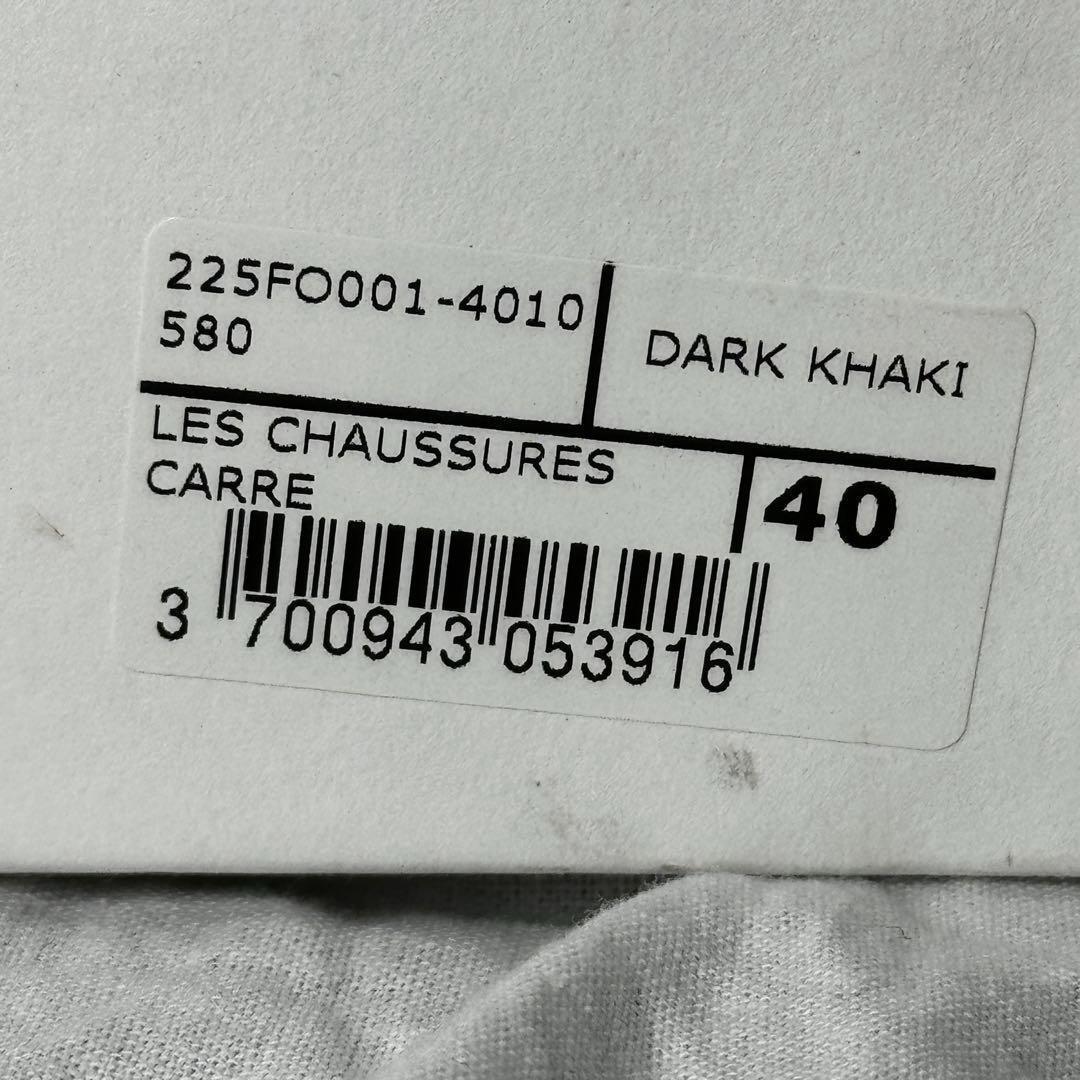 225FO001-4010
580
DARK KHAKI
LES CHAUSSURES
CARRE
40
3 700943 053916